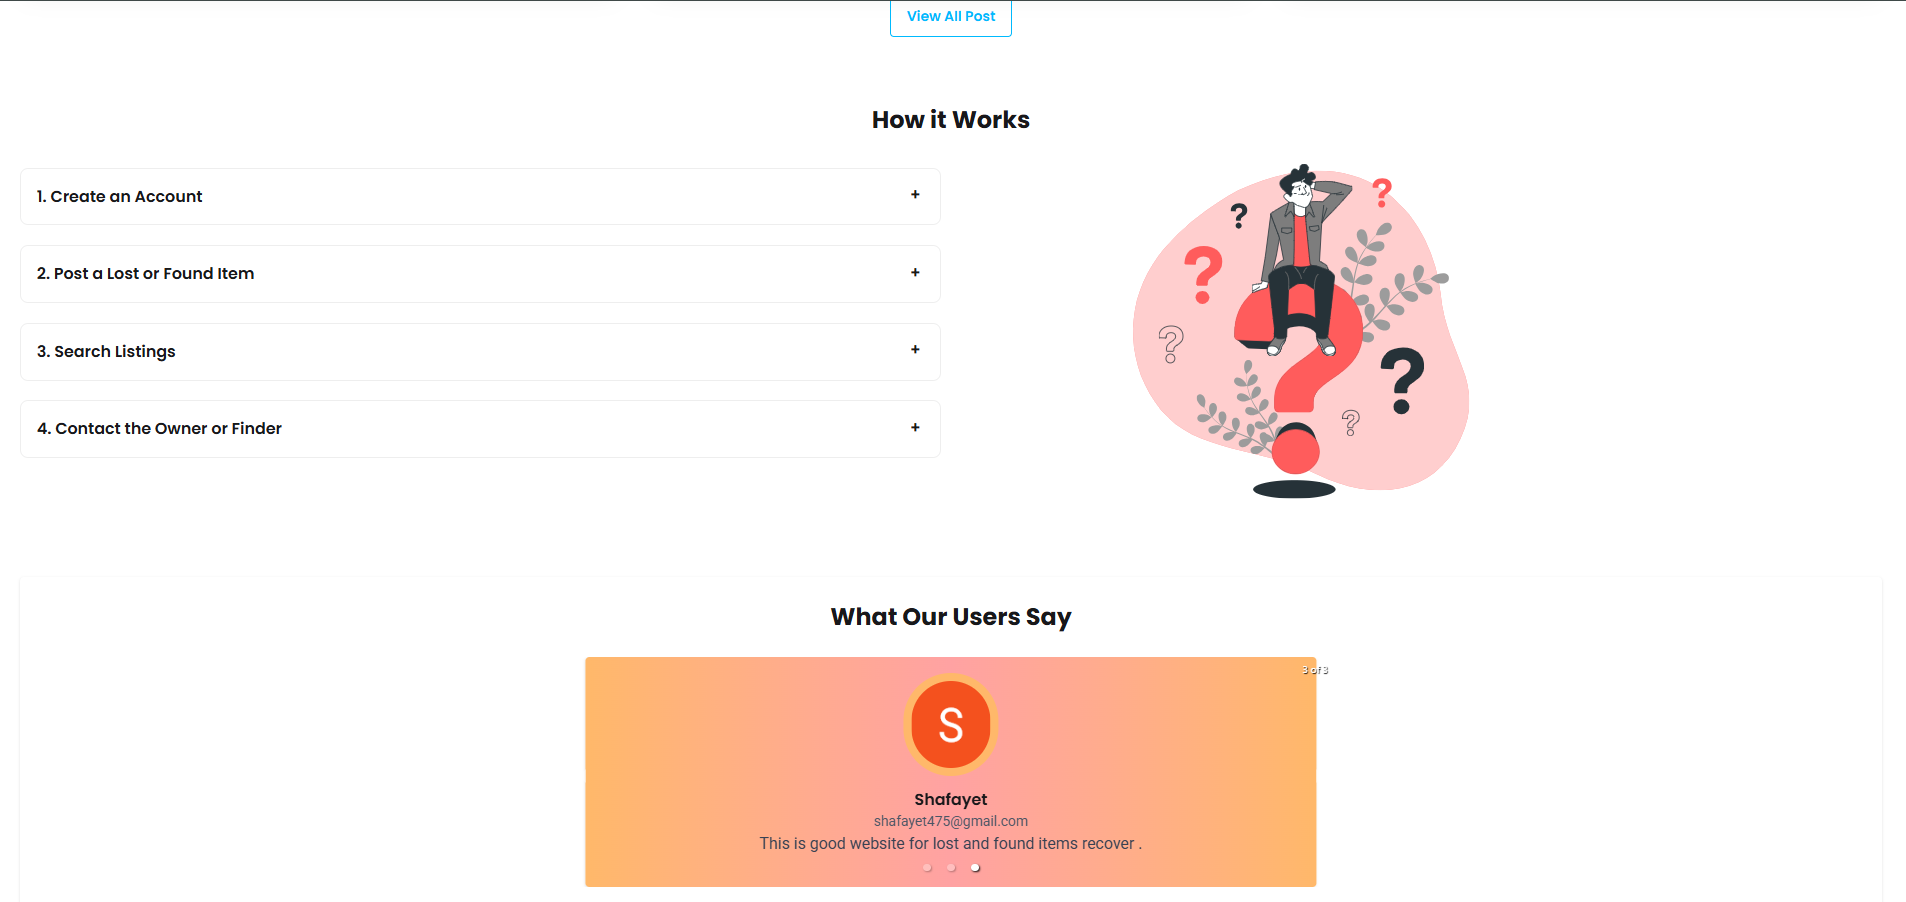 View All Post
How it Works
1. Create an Account +
2. Post a Lost or Found Item +
3. Search Listings +
4. Contact the Owner or Finder +
? ? ? ? ? ? ?
What Our Users Say
3 of 3
S
Shafayet
shafayet475@gmail.com
This is good website for lost and found items recover .